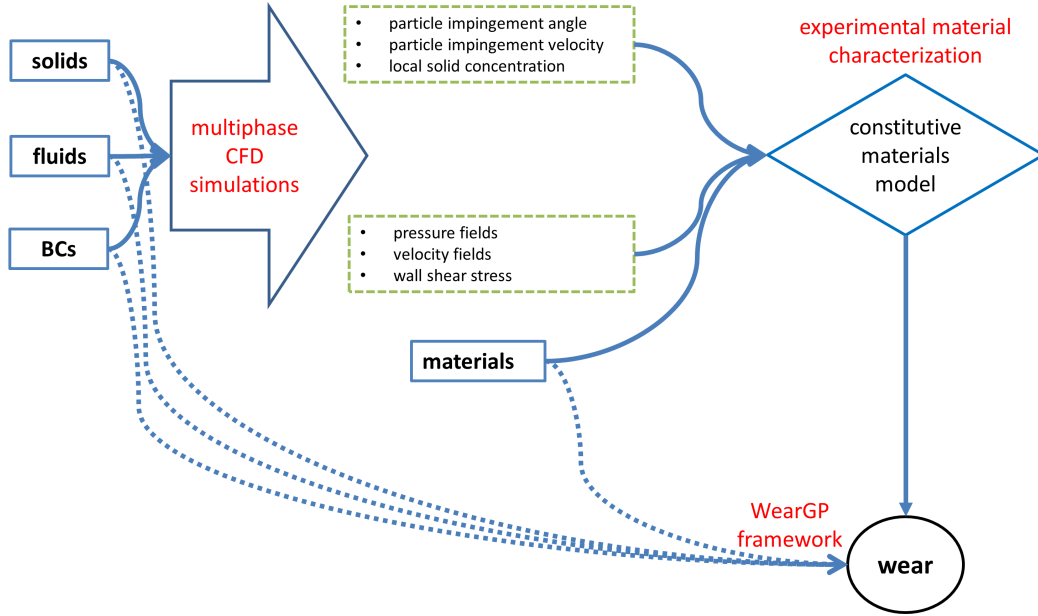 solids
fluids
BCs
multiphase
CFD
simulations
• particle impingement angle
• particle impingement velocity
• local solid concentration
• pressure fields
• velocity fields
• wall shear stress
materials
experimental material
characterization
constitutive
materials
model
WearGP
framework
wear